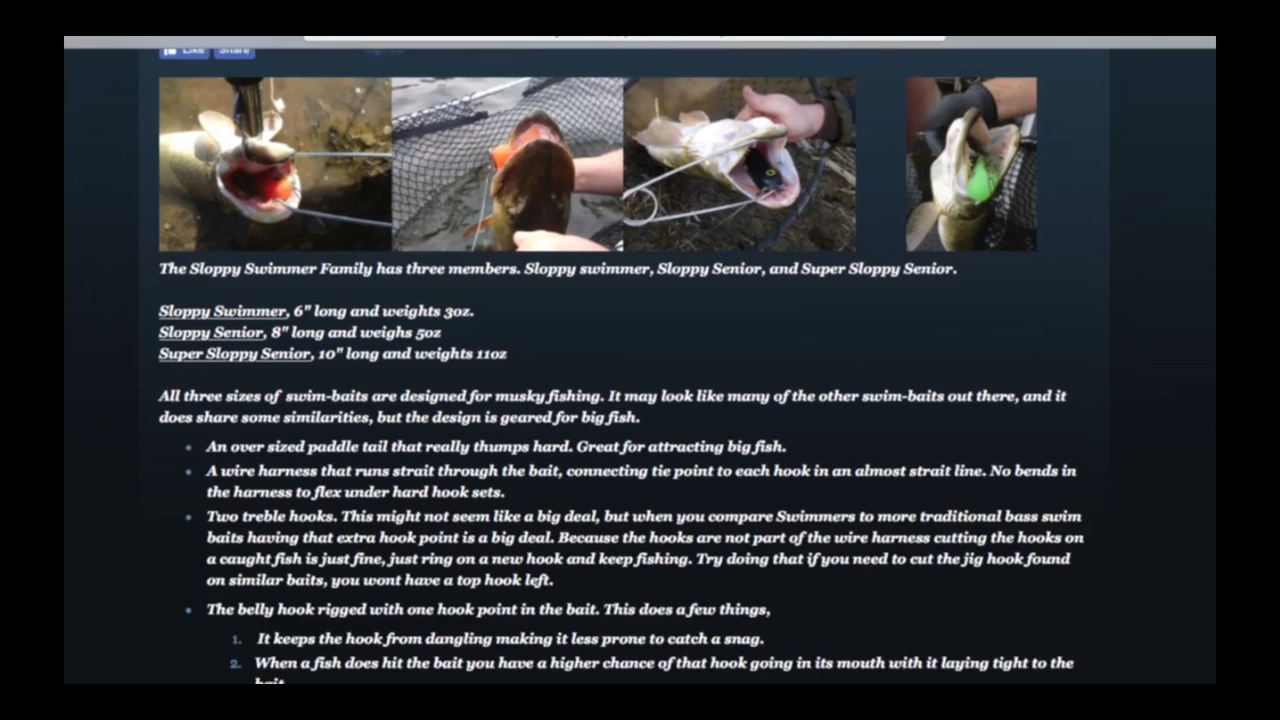 Like Share
The Sloppy Swimmer Family has three members. Sloppy swimmer, Sloppy Senior, and Super Sloppy Senior.
Sloppy Swimmer, 6" long and weights 3oz.
Sloppy Senior, 8" long and weighs 5oz
Super Sloppy Senior, 10" long and weights 11oz
All three sizes of swim-baits are designed for musky fishing. It may look like many of the other swim-baits out there, and it
does share some similarities, but the design is geared for big fish.
• An over sized paddle tail that really thumps hard. Great for attracting big fish.
• A wire harness that runs strait through the bait, connecting tie point to each hook in an almost strait line. No bends in
the harness to flex under hard hook sets.
• Two treble hooks. This might not seem like a big deal, but when you compare Swimmers to more traditional bass swim
baits having that extra hook point is a big deal. Because the hooks are not part of the wire harness cutting the hooks on
a caught fish is just fine, just ring on a new hook and keep fishing. Try doing that if you need to cut the jig hook found
on similar baits, you wont have a top hook left.
• The belly hook rigged with one hook point in the bait. This does a few things,
1. It keeps the hook from dangling making it less prone to catch a snag.
2. When a fish does hit the bait you have a higher chance of that hook going in its mouth with it laying tight to the
bait.